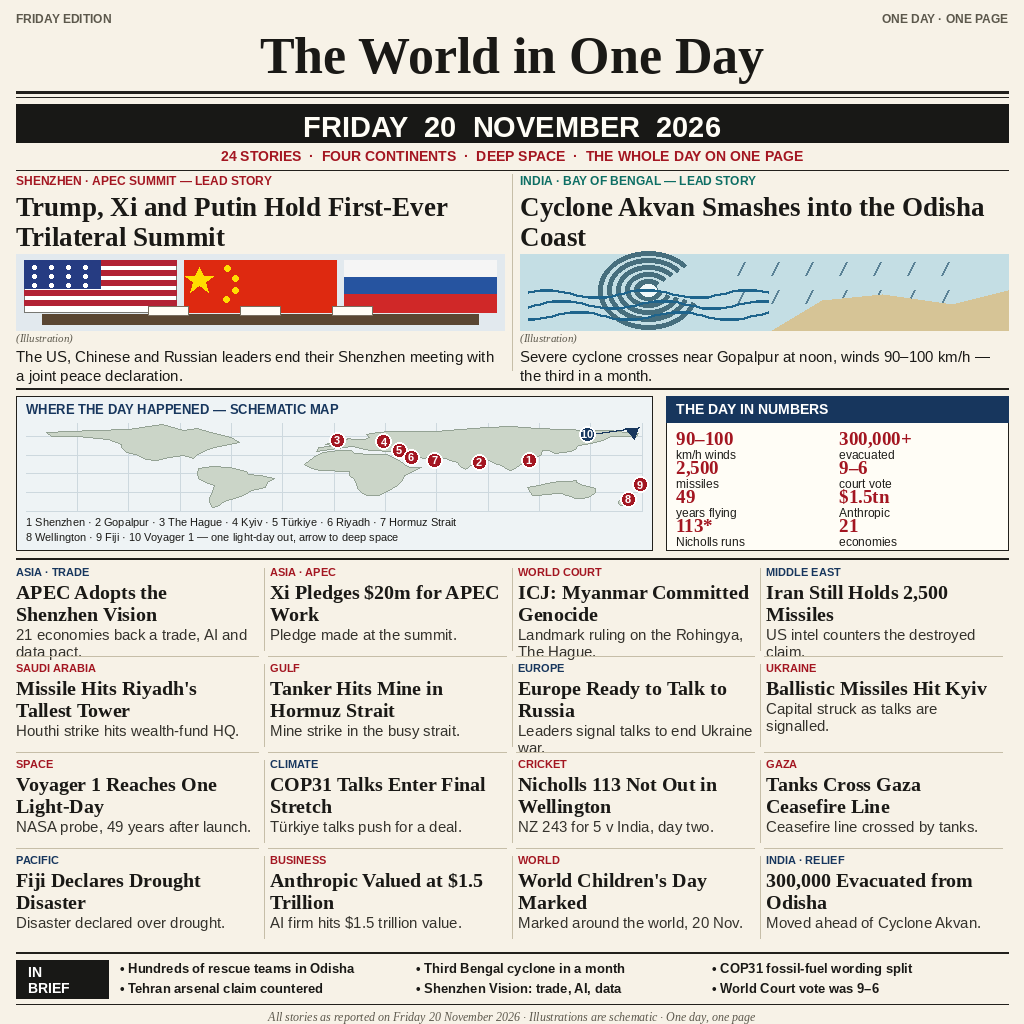 FRIDAY EDITION
ONE DAY · ONE PAGE
The World in One Day
FRIDAY 20 NOVEMBER 2026
24 STORIES · FOUR CONTINENTS · DEEP SPACE · THE WHOLE DAY ON ONE PAGE
SHENZHEN · APEC SUMMIT — LEAD STORY
Trump, Xi and Putin Hold First-Ever
Trilateral Summit
(Illustration)
The US, Chinese and Russian leaders end their Shenzhen meeting with
a joint peace declaration.
INDIA · BAY OF BENGAL — LEAD STORY
Cyclone Akvan Smashes into the Odisha
Coast
(Illustration)
Severe cyclone crosses near Gopalpur at noon, winds 90–100 km/h —
the third in a month.
WHERE THE DAY HAPPENED — SCHEMATIC MAP
3
4
5
6
7
2
1
10
9
8
1 Shenzhen · 2 Gopalpur · 3 The Hague · 4 Kyiv · 5 Türkiye · 6 Riyadh · 7 Hormuz Strait
8 Wellington · 9 Fiji · 10 Voyager 1 — one light-day out, arrow to deep space
THE DAY IN NUMBERS
90–100
km/h winds
300,000+
evacuated
2,500
missiles
9–6
court vote
49
years flying
$1.5tn
Anthropic
113*
Nicholls runs
21
economies
ASIA · TRADE
APEC Adopts the
Shenzhen Vision
21 economies back a trade, AI and
data pact.
ASIA · APEC
Xi Pledges $20m for APEC
Work
Pledge made at the summit.
WORLD COURT
ICJ: Myanmar Committed
Genocide
Landmark ruling on the Rohingya,
The Hague.
MIDDLE EAST
Iran Still Holds 2,500
Missiles
US intel counters the destroyed
claim.
SAUDI ARABIA
Missile Hits Riyadh's
Tallest Tower
Houthi strike hits wealth-fund HQ.
GULF
Tanker Hits Mine in
Hormuz Strait
Mine strike in the busy strait.
EUROPE
Europe Ready to Talk to
Russia
Leaders signal talks to end Ukraine
war.
UKRAINE
Ballistic Missiles Hit Kyiv
Capital struck as talks are
signalled.
SPACE
Voyager 1 Reaches One
Light-Day
NASA probe, 49 years after launch.
CLIMATE
COP31 Talks Enter Final
Stretch
Türkiye talks push for a deal.
CRICKET
Nicholls 113 Not Out in
Wellington
NZ 243 for 5 v India, day two.
GAZA
Tanks Cross Gaza
Ceasefire Line
Ceasefire line crossed by tanks.
PACIFIC
Fiji Declares Drought
Disaster
Disaster declared over drought.
BUSINESS
Anthropic Valued at $1.5
Trillion
AI firm hits $1.5 trillion value.
WORLD
World Children's Day
Marked
Marked around the world, 20 Nov.
INDIA · RELIEF
300,000 Evacuated from
Odisha
Moved ahead of Cyclone Akvan.
IN
BRIEF
• Hundreds of rescue teams in Odisha
• Third Bengal cyclone in a month
• COP31 fossil-fuel wording split
• Tehran arsenal claim countered
• Shenzhen Vision: trade, AI, data
• World Court vote was 9–6
All stories as reported on Friday 20 November 2026 · Illustrations are schematic · One day, one page